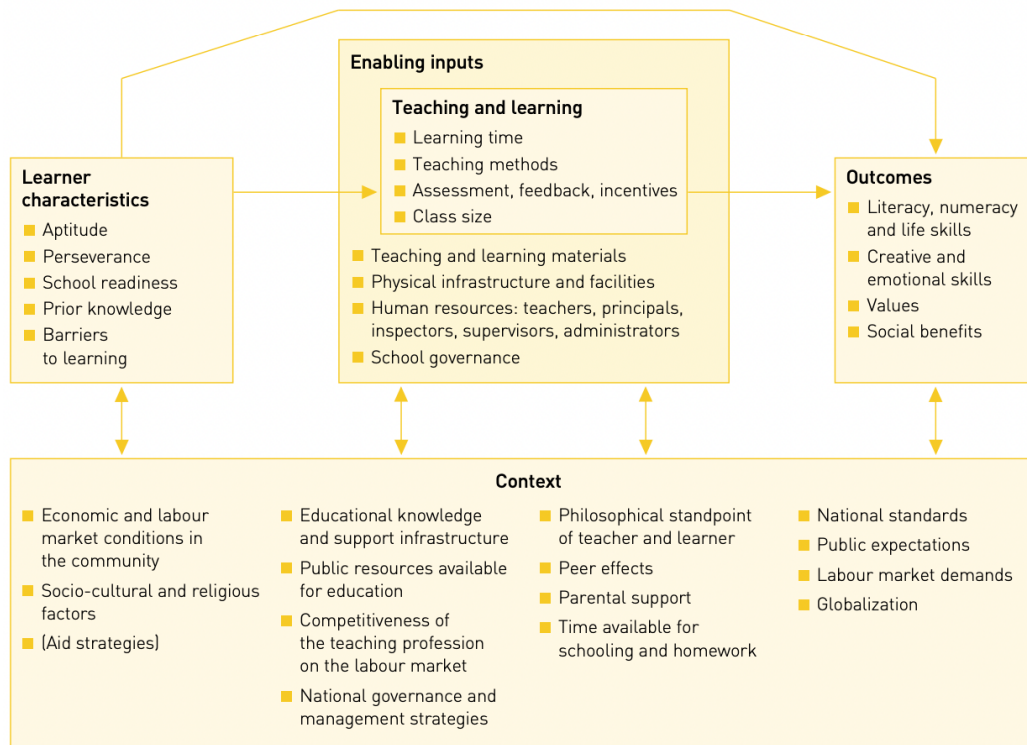 Enabling inputs
Teaching and learning
Learning time
Teaching methods
Assessment, feedback, incentives
Class size
Teaching and learning materials
Physical infrastructure and facilities
Human resources: teachers, principals,
inspectors, supervisors, administrators
School governance
Learner
characteristics
Aptitude
Perseverance
School readiness
Prior knowledge
Barriers
to learning
Outcomes
Literacy, numeracy
and life skills
Creative and
emotional skills
Values
Social benefits
Context
Economic and labour
market conditions in
the community
Socio-cultural and religious
factors
(Aid strategies)
Educational knowledge
and support infrastructure
Public resources available
for education
Competitiveness of
the teaching profession
on the labour market
National governance and
management strategies
Philosophical standpoint
of teacher and learner
Peer effects
Parental support
Time available for
schooling and homework
National standards
Public expectations
Labour market demands
Globalization